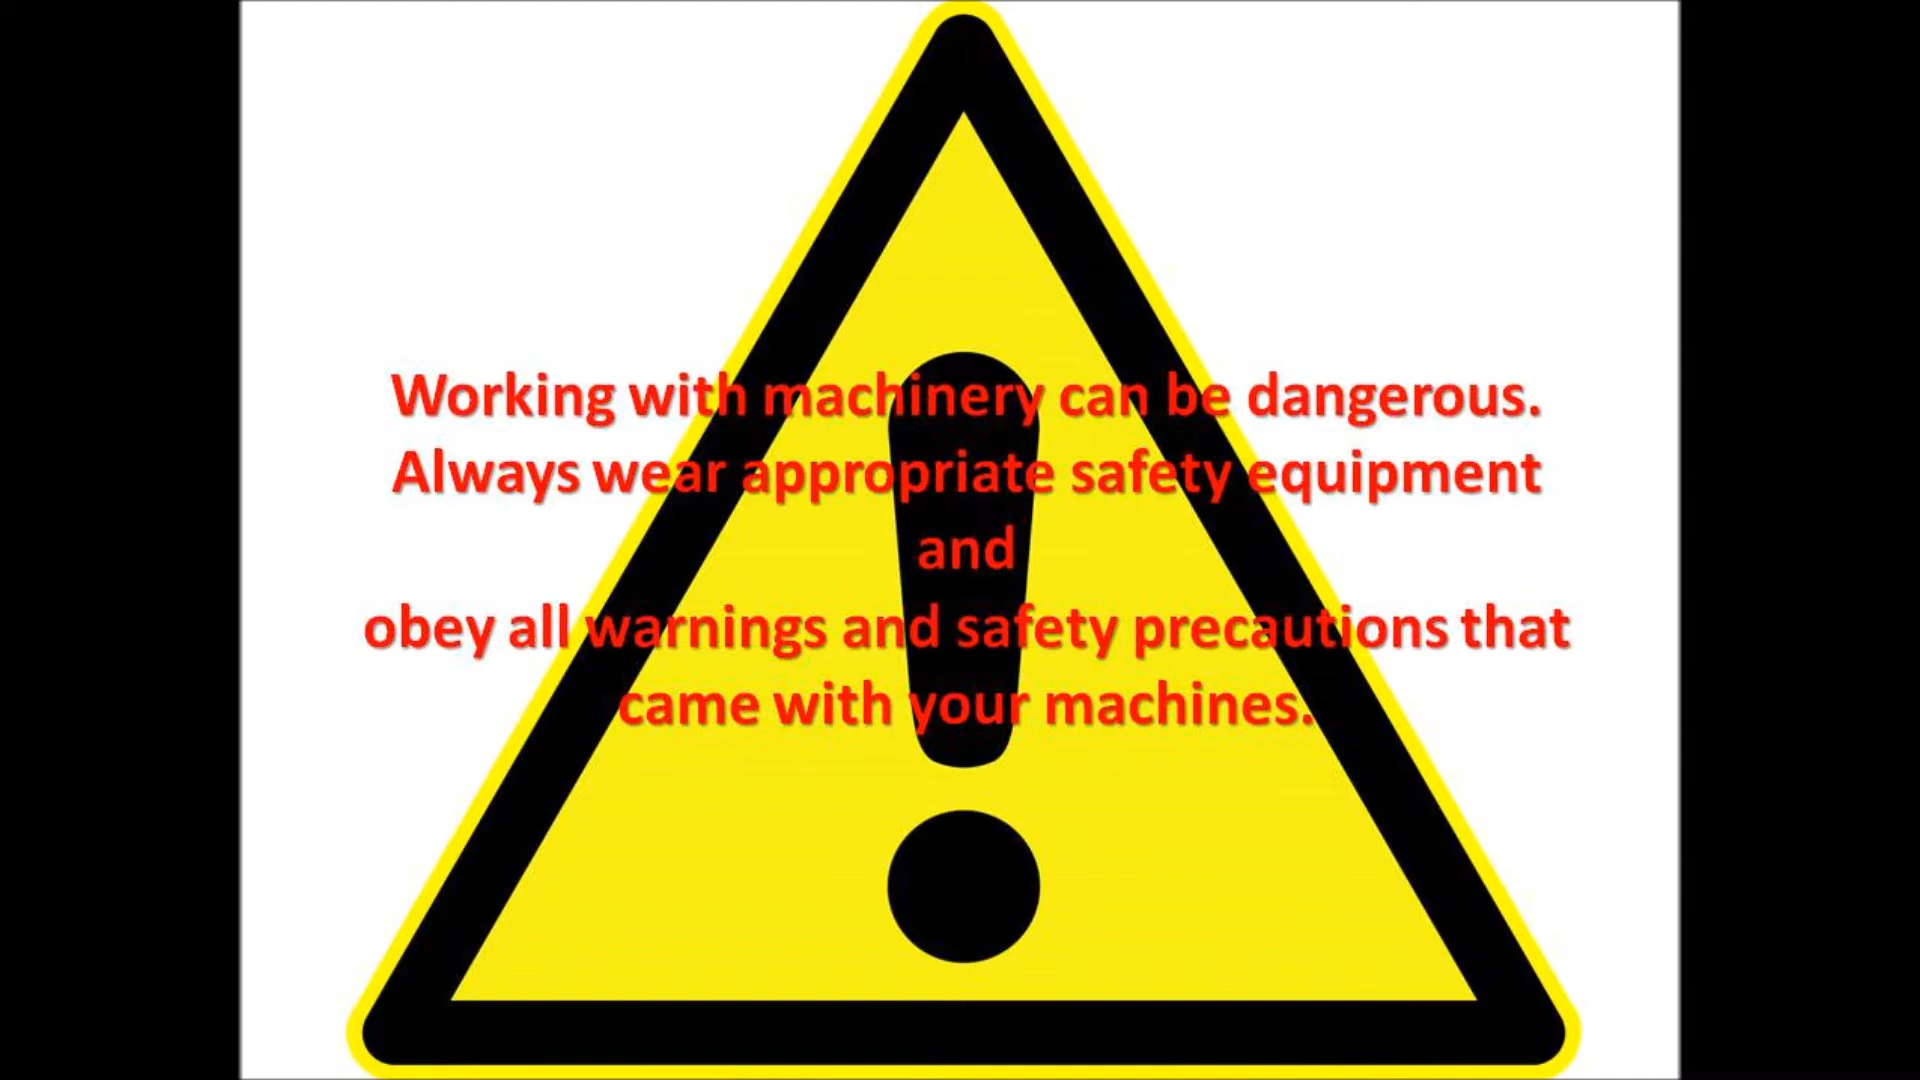 Working with machinery can be dangerous.
Always wear appropriate safety equipment
and
obey all warnings and safety precautions that
came with your machines.